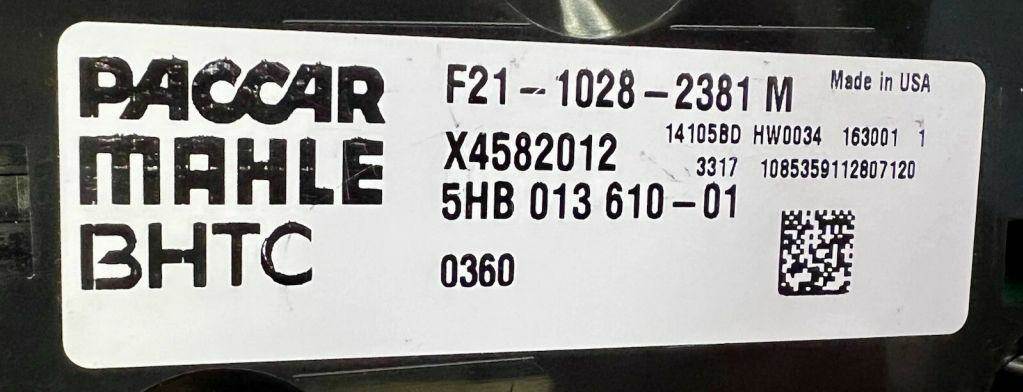 PACCAR
MAHLE
BHTC
F21-1028-2381 M
Made in USA
X4582012
14105BD HW0034 163001 1
3317 1085359112807120
5HB 013 610-01
0360